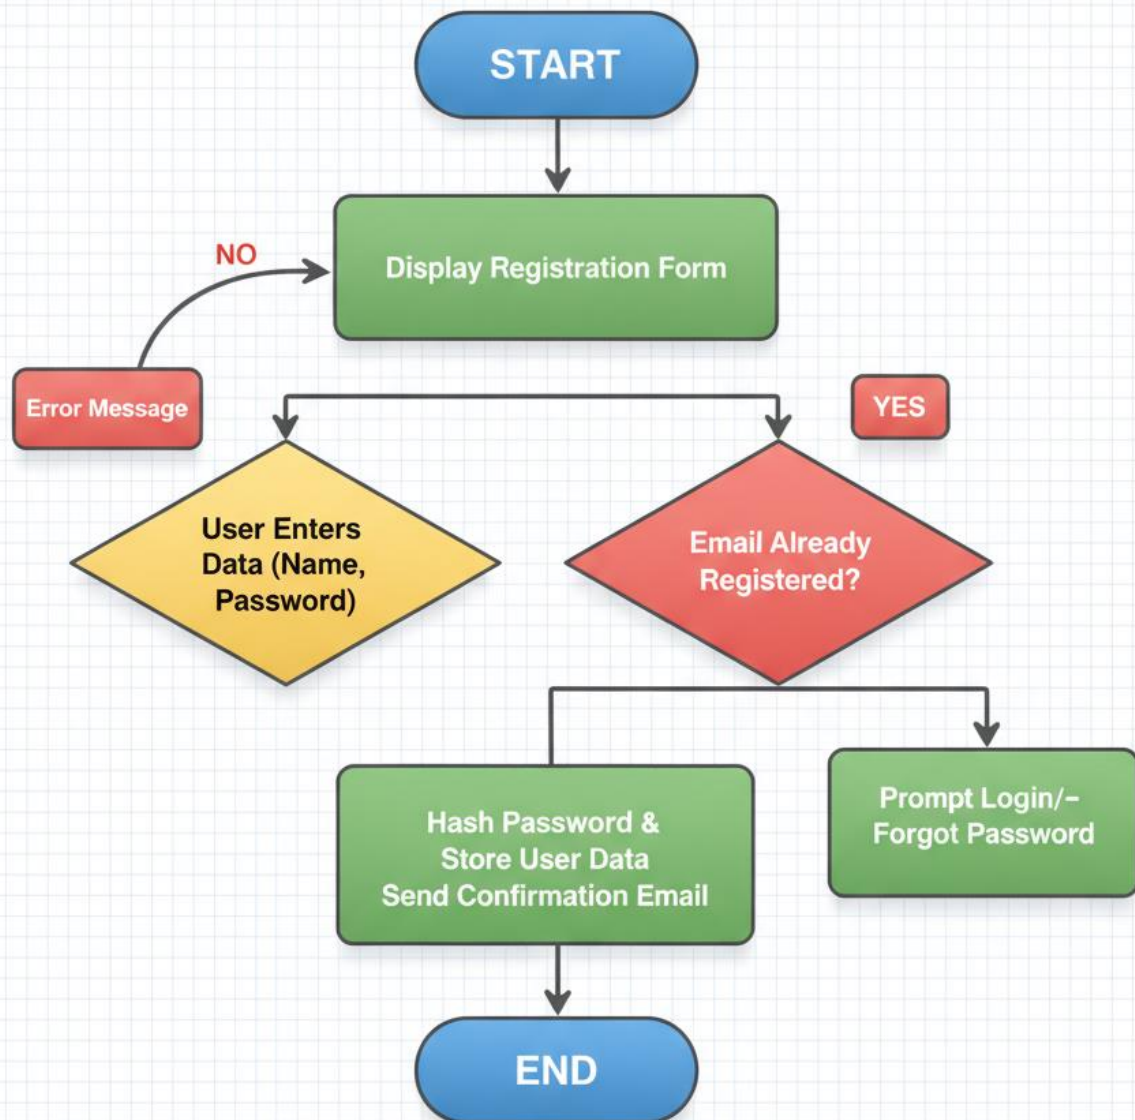 START
NO
Display Registration Form
Error Message
YES
User Enters
Data (Name,
Password)
Email Already
Registered?
Hash Password &
Store User Data
Send Confirmation Email
Prompt Login/-
Forgot Password
END